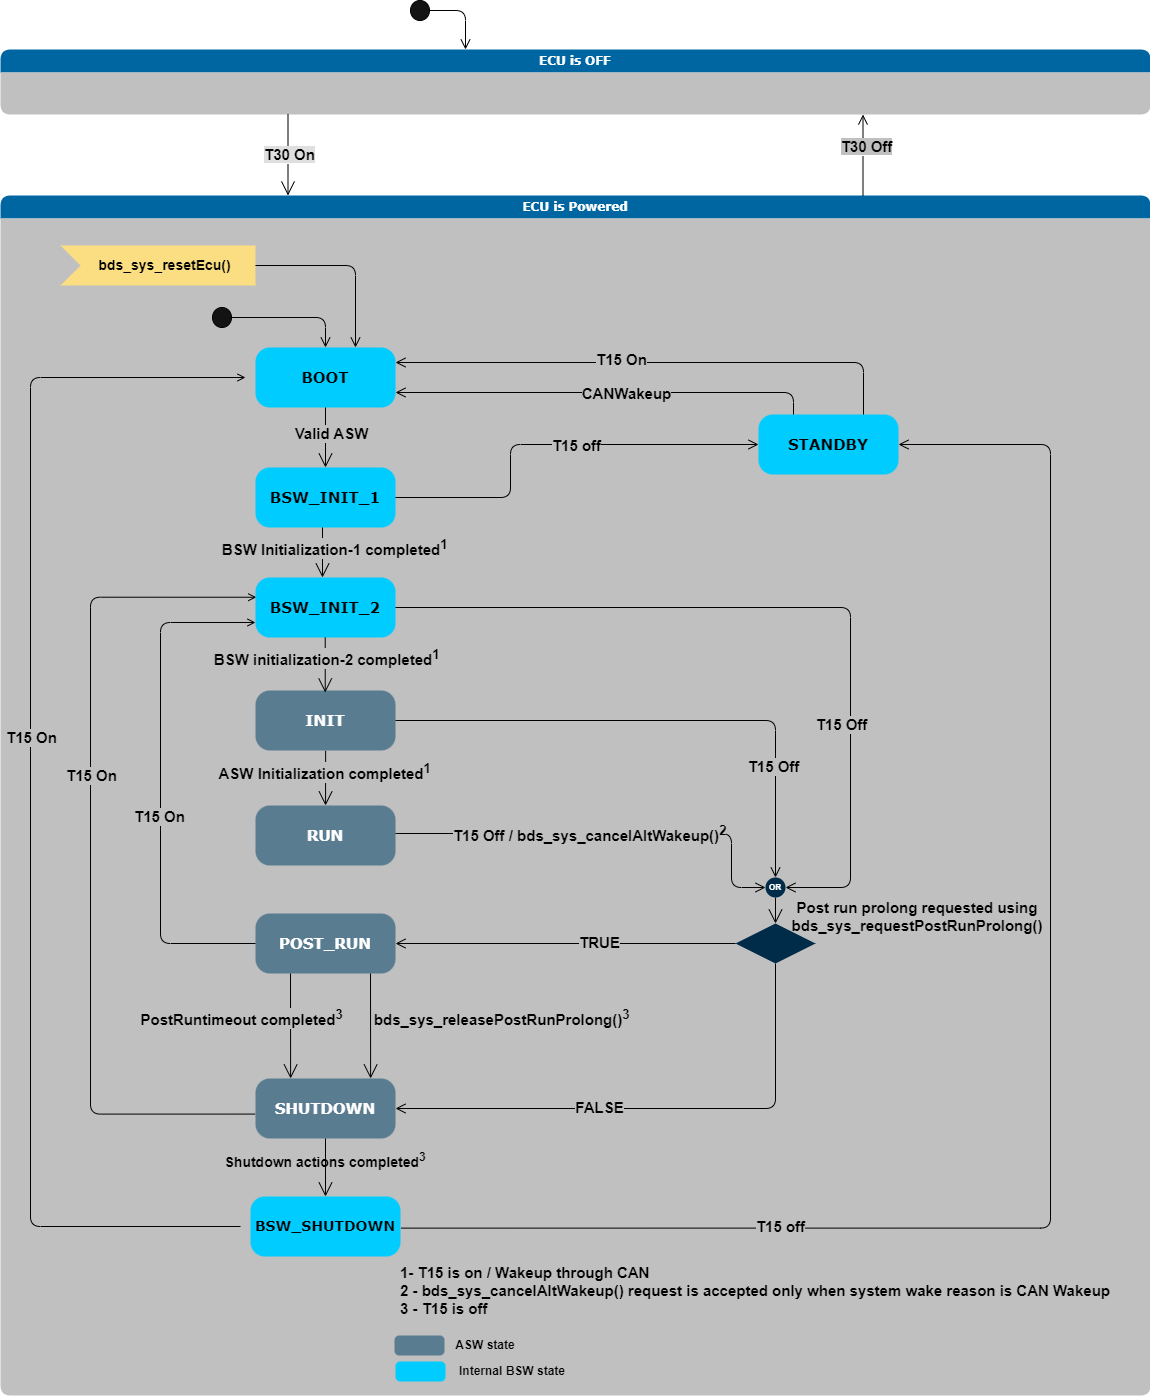 ECU is OFF
T30 On
T30 Off
ECU is Powered
bds_sys_resetEcu()
T15 On
BOOT
CANWakeup
Valid ASW
STANDBY
T15 off
BSW_INIT_1
BSW Initialization-1 completed1
BSW_INIT_2
BSW initialization-2 completed1
INIT
T15 Off
T15 On
T15 Off
T15 On
ASW Initialization completed1
T15 On
RUN
T15 Off / bds_sys_cancelAltWakeup()2
OR
Post run prolong requested using
bds_sys_requestPostRunProlong()
POST_RUN
TRUE
PostRuntimeout completed3
bds_sys_releasePostRunProlong()3
SHUTDOWN
FALSE
Shutdown actions completed3
BSW_SHUTDOWN
T15 off
1- T15 is on / Wakeup through CAN
2 - bds_sys_cancelAltWakeup() request is accepted only when system wake reason is CAN Wakeup
3 - T15 is off
ASW state
Internal BSW state